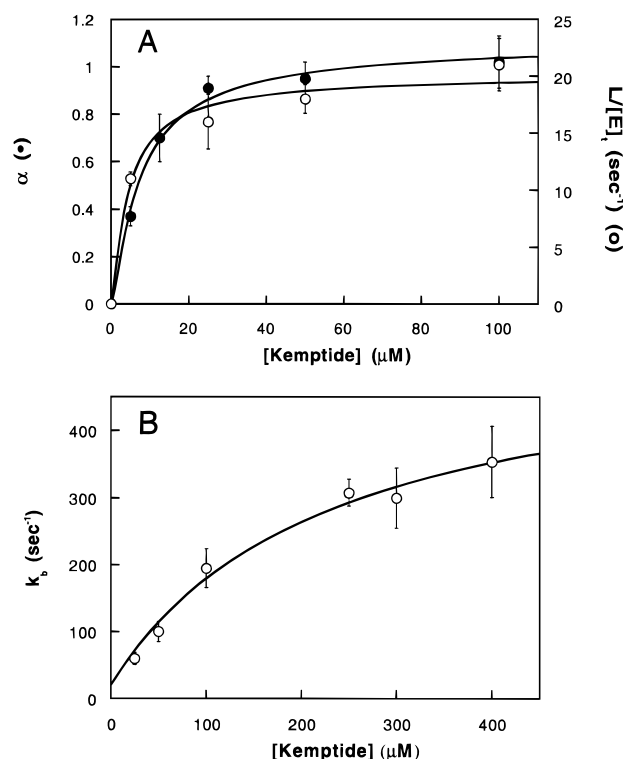 A
1.2
1
0.8
0.6
0.4
0.2
0
α (•)
25
20
15
10
5
0
L/[E]t (sec⁻¹) (o)
0 20 40 60 80 100
[Kemptide] (μM)
B
400
300
200
100
0
kb (sec⁻¹)
0 100 200 300 400
[Kemptide] (μM)